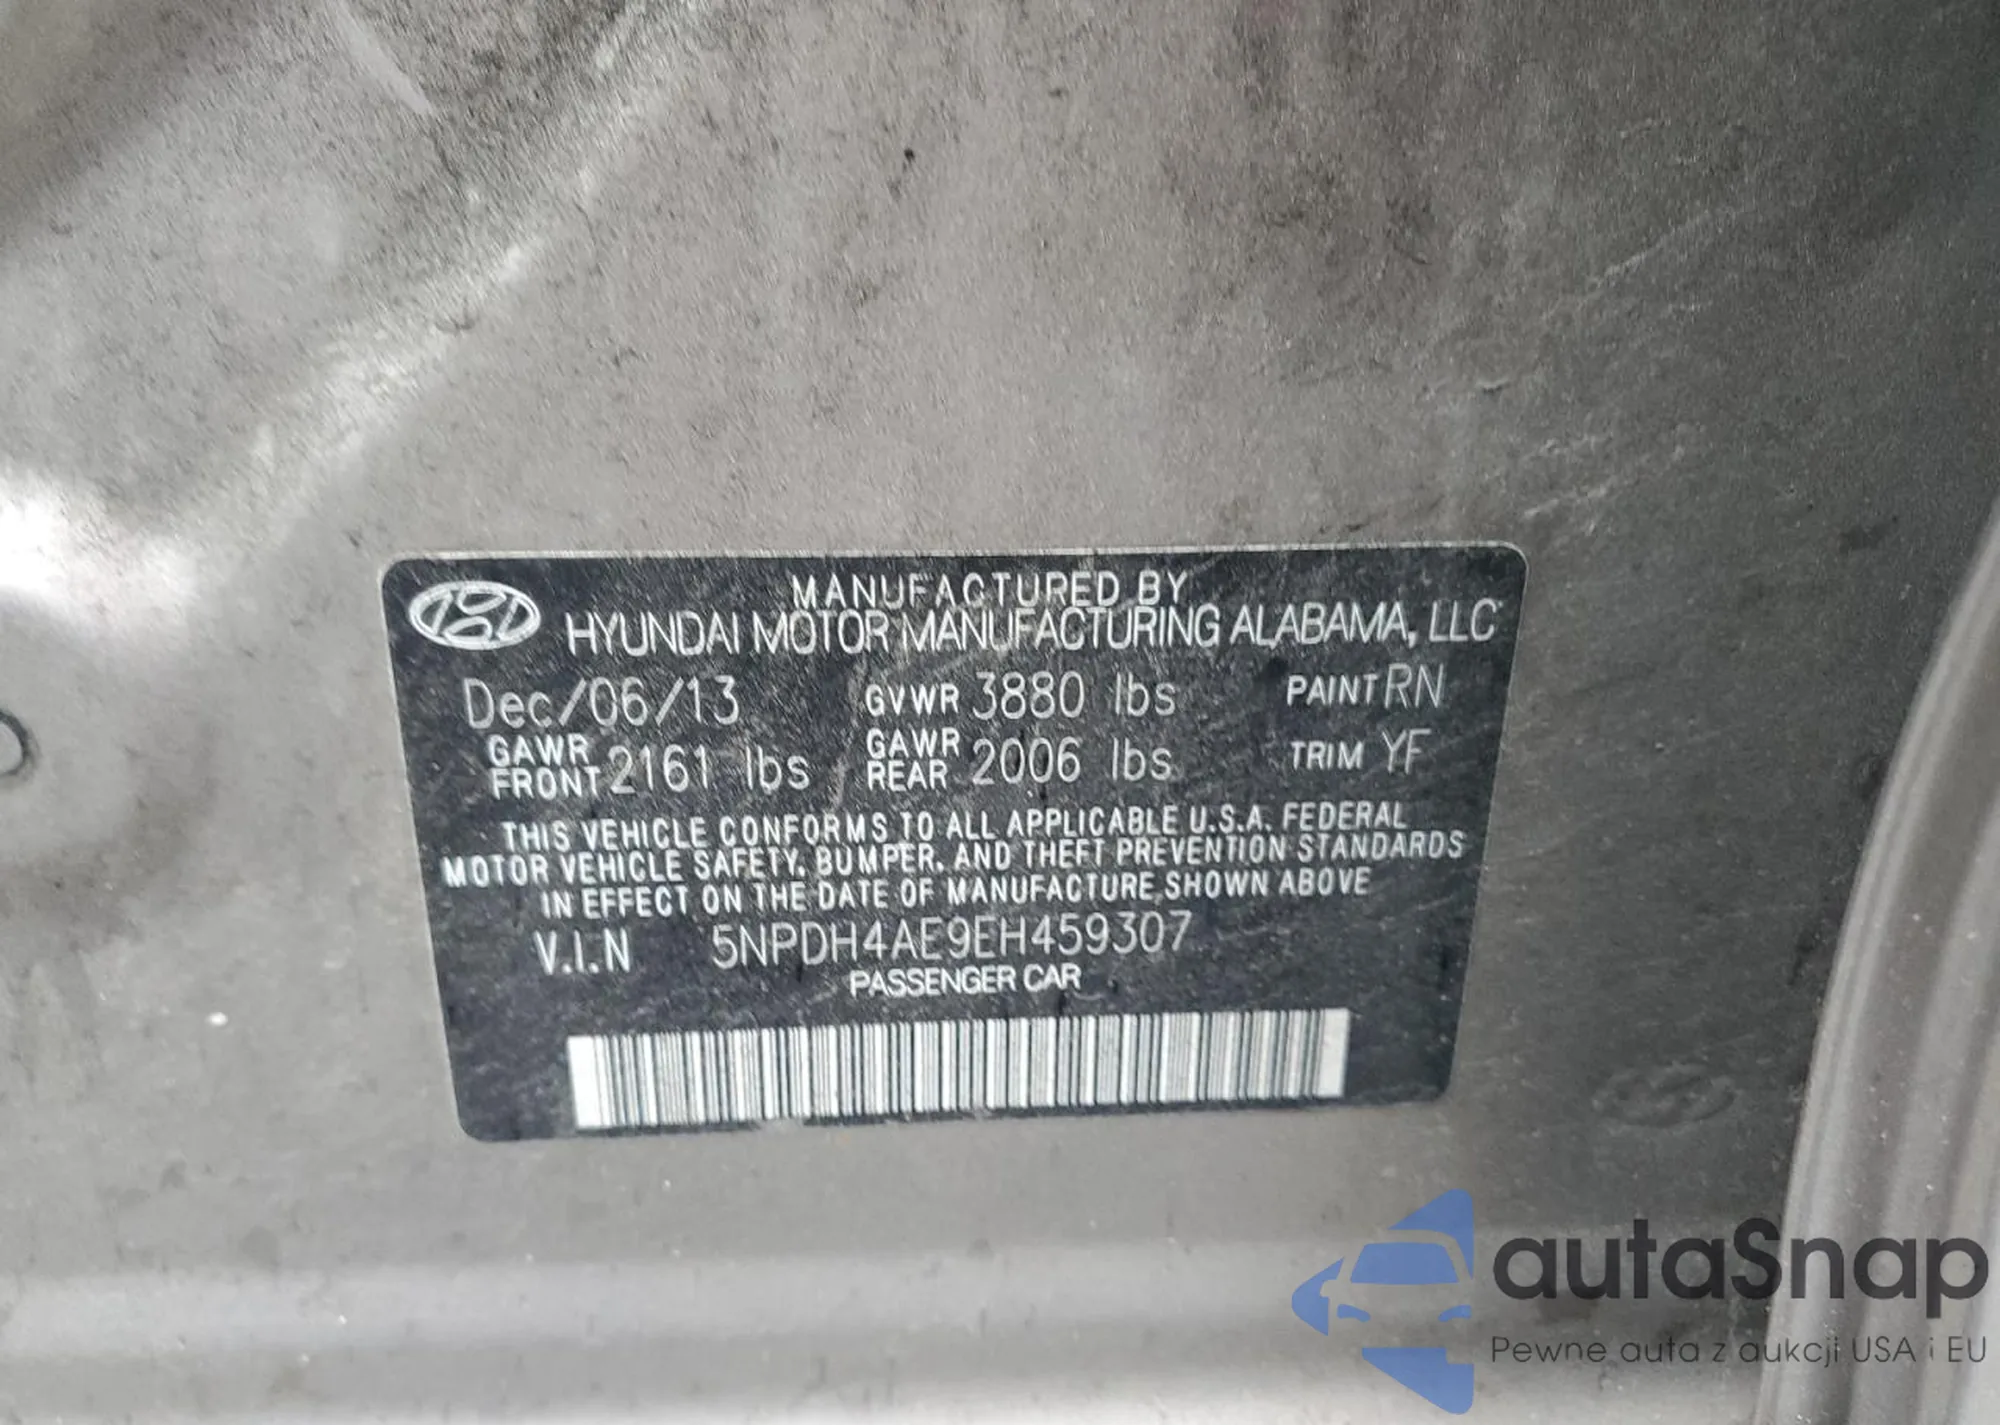 MANUFACTURED BY
HYUNDAI MOTOR MANUFACTURING ALABAMA, LLC
Dec/06/13 GVWR 3880 lbs PAINT RN
GAWR FRONT 2161 lbs GAWR REAR 2006 lbs TRIM YF
THIS VEHICLE CONFORMS TO ALL APPLICABLE U.S.A. FEDERAL
MOTOR VEHICLE SAFETY, BUMPER, AND THEFT PREVENTION STANDARDS
IN EFFECT ON THE DATE OF MANUFACTURE SHOWN ABOVE
V.I.N 5NPDH4AE9EH459307
PASSENGER CAR
autaSnap
Pewne auta z aukcji USA i EU